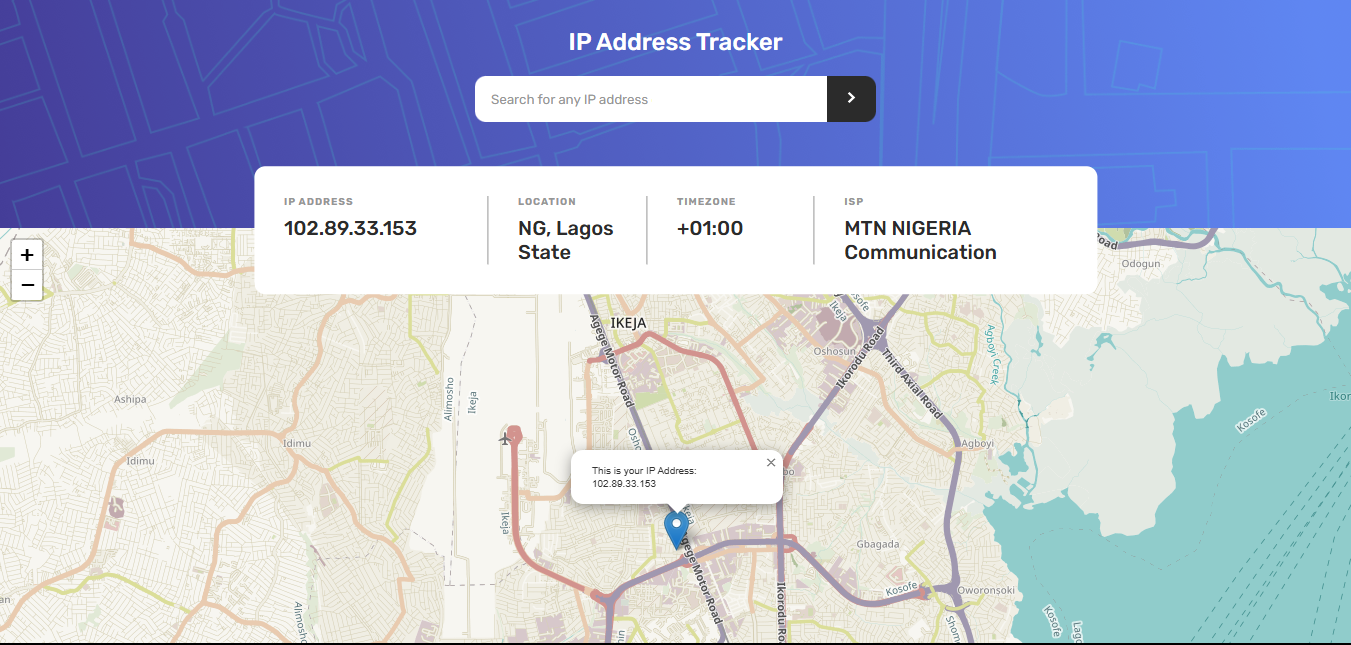 IP Address Tracker
Search for any IP address
IP ADDRESS
102.89.33.153
LOCATION
NG, Lagos
State
TIMEZONE
+01:00
ISP
MTN NIGERIA
Communication
+
−
Road
Odogun
IKEJA
Agege Motor Road
Ikeja
Kosofe
Oshosun
Ikorodu Road
Third Axial Road
Agboyi Creek
Ashipa
Alimosho
Ikeja
Kosofe
Idimu
Idimu
Agboyi
This is your IP Address:
102.89.33.153
×
Ikeja
Agege Motor Road
Gbagada
Kosofe
Oworonsoki
Alimosho
Kosofe